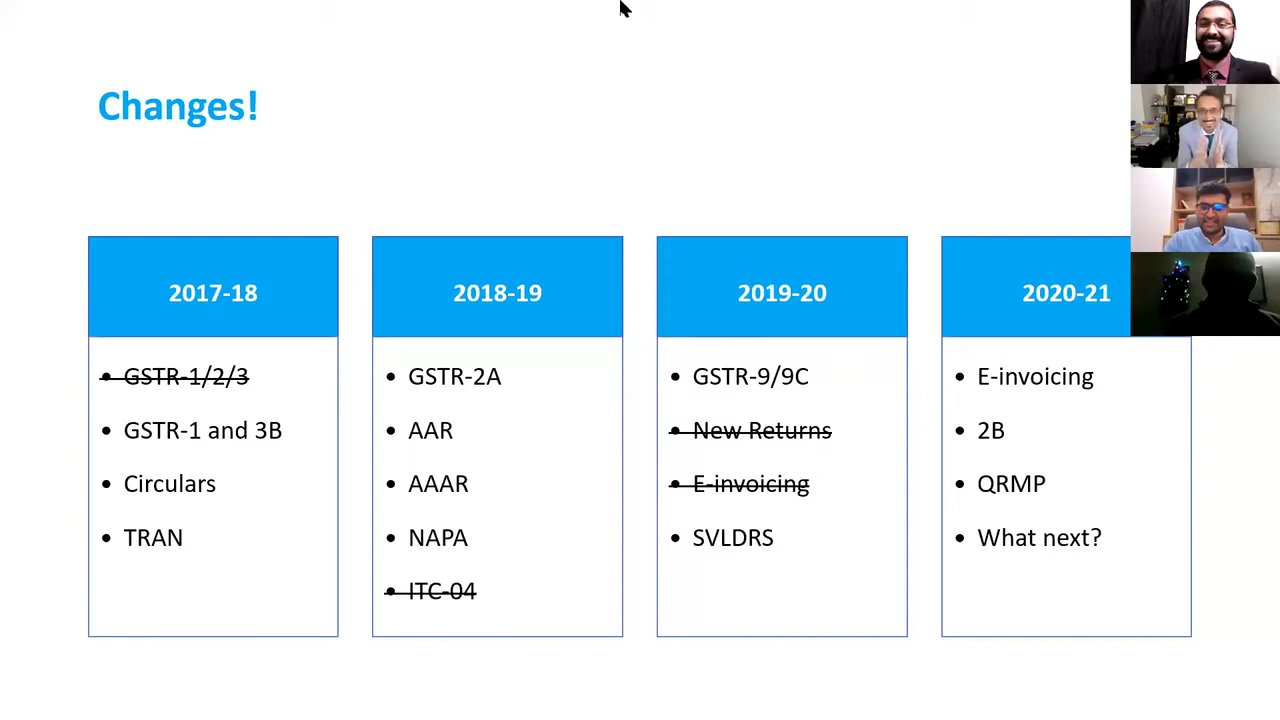 Changes!
2017-18
• GSTR-1/2/3
• GSTR-1 and 3B
• Circulars
• TRAN
2018-19
• GSTR-2A
• AAR
• AAAR
• NAPA
• ITC-04
2019-20
• GSTR-9/9C
• New Returns
• E-invoicing
• SVLDRS
2020-21
• E-invoicing
• 2B
• QRMP
• What next?